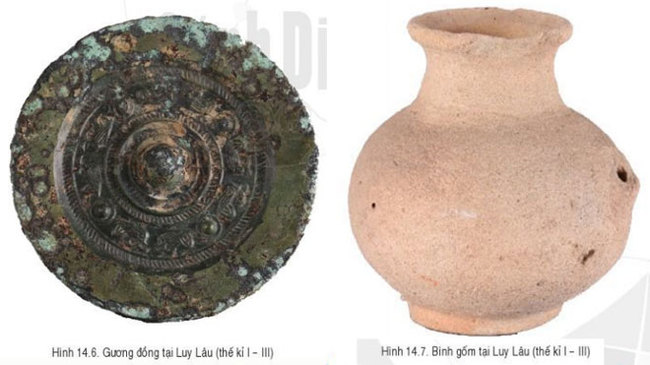 Hình 14.6. Gương đồng tại Luy Lâu (thế kỉ I – III)
Hình 14.7. Bình gốm tại Luy Lâu (thế kỉ I – III)